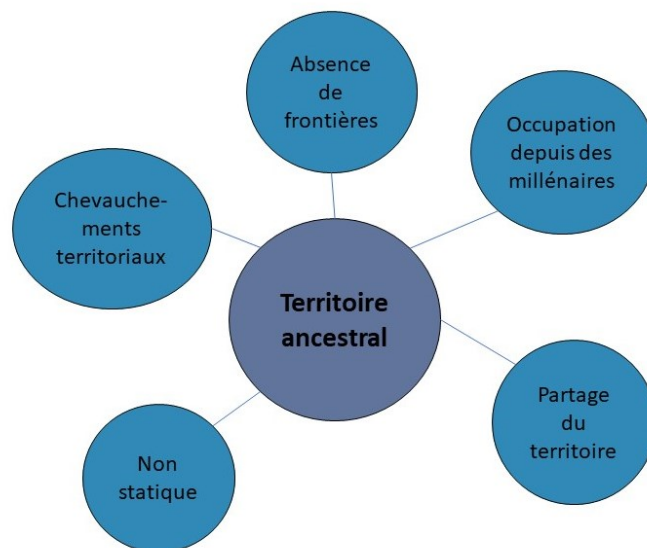 Absence
de
frontières
Occupation
depuis des
millénaires
Chevauche-
ments
territoriaux
Territoire
ancestral
Partage
du
territoire
Non
statique